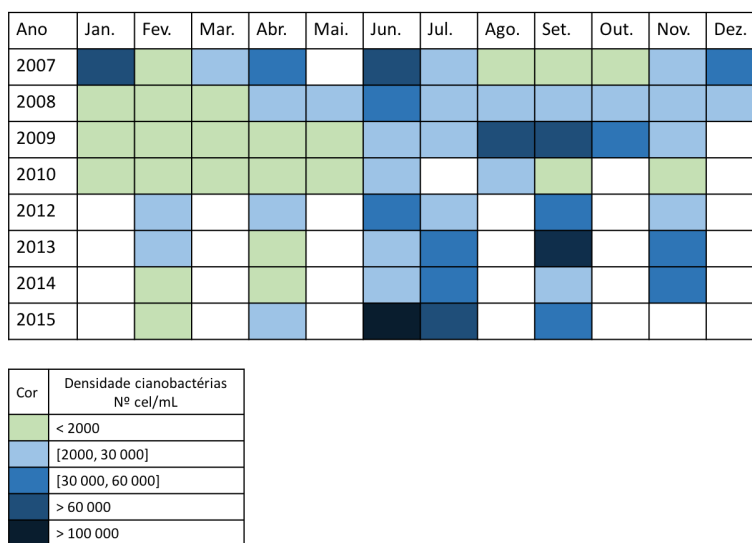 Ano Jan. Fev. Mar. Abr. Mai. Jun. Jul. Ago. Set. Out. Nov. Dez.
2007
2008
2009
2010
2012
2013
2014
2015
Cor Densidade cianobactérias
Nº cel/mL
< 2000
[2000, 30 000]
[30 000, 60 000]
> 60 000
> 100 000